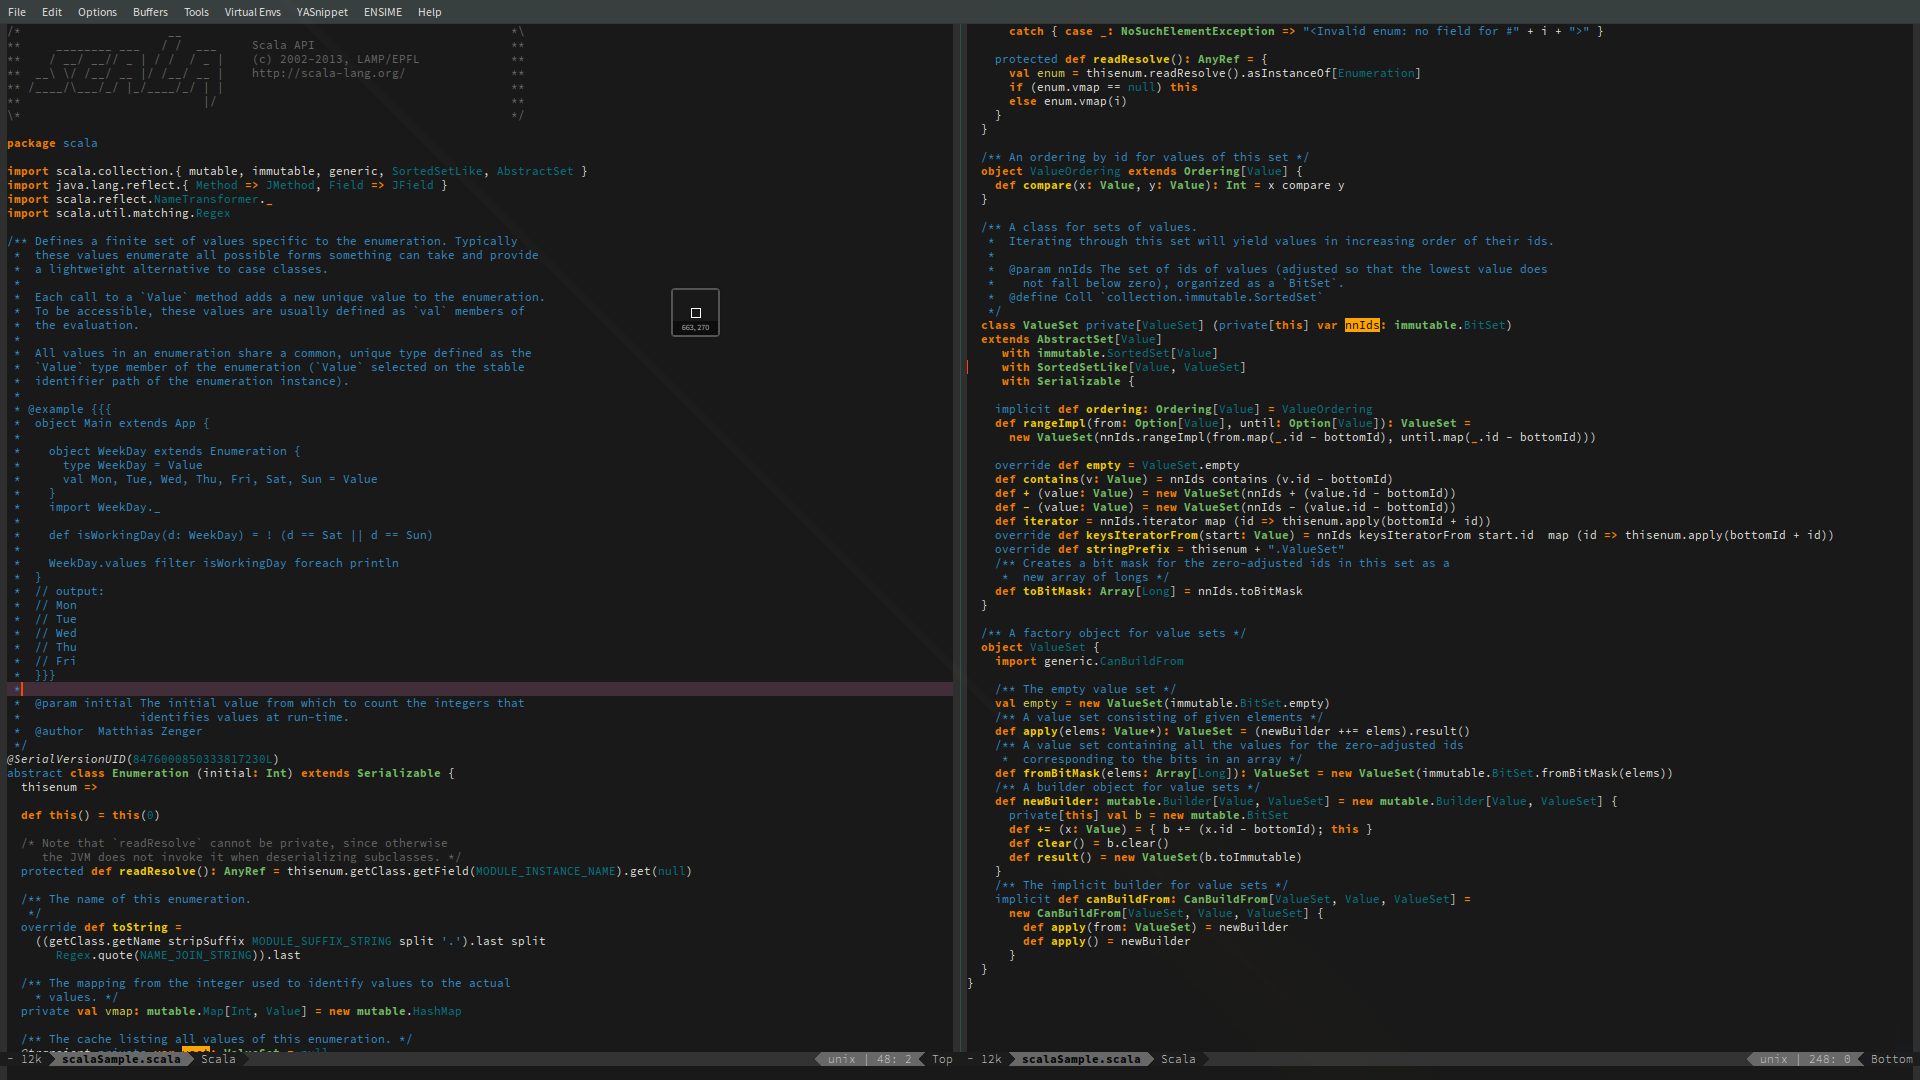 File Edit Options Buffers Tools Virtual Envs YASnippet ENSIME Help
/*                     __                                               *\
**     ________ ___   / /  ___     Scala API                            **
**    / __/ __// _ | / /  / _ |    (c) 2002-2013, LAMP/EPFL             **
**  __\ \/ /__/ __ |/ /__/ __ |    http://scala-lang.org/               **
** /____/\___/_/ |_/____/_/ | |                                         **
**                          |/                                          **
\*                                                                      */
package scala
import scala.collection.{ mutable, immutable, generic, SortedSetLike, AbstractSet }
import java.lang.reflect.{ Method => JMethod, Field => JField }
import scala.reflect.NameTransformer._
import scala.util.matching.Regex
/** Defines a finite set of values specific to the enumeration. Typically
 *  these values enumerate all possible forms something can take and provide
 *  a lightweight alternative to case classes.
 *
 *  Each call to a `Value` method adds a new unique value to the enumeration.
 *  To be accessible, these values are usually defined as `val` members of
 *  the evaluation.
 *
 *  All values in an enumeration share a common, unique type defined as the
 *  `Value` type member of the enumeration (`Value` selected on the stable
 *  identifier path of the enumeration instance).
 *
 * @example {{{
 *  object Main extends App {
 *
 *    object WeekDay extends Enumeration {
 *      type WeekDay = Value
 *      val Mon, Tue, Wed, Thu, Fri, Sat, Sun = Value
 *    }
 *    import WeekDay._
 *
 *    def isWorkingDay(d: WeekDay) = ! (d == Sat || d == Sun)
 *
 *    WeekDay.values filter isWorkingDay foreach println
 *  }
 *  // output:
 *  // Mon
 *  // Tue
 *  // Wed
 *  // Thu
 *  // Fri
 *  }}}
 *
 *  @param initial The initial value from which to count the integers that
 *                 identifies values at run-time.
 *  @author  Matthias Zenger
 */
@SerialVersionUID(8476000850333817230L)
abstract class Enumeration (initial: Int) extends Serializable {
  thisenum =>
  def this() = this(0)
  /* Note that `readResolve` cannot be private, since otherwise
     the JVM does not invoke it when deserializing subclasses. */
  protected def readResolve(): AnyRef = thisenum.getClass.getField(MODULE_INSTANCE_NAME).get(null)
  /** The name of this enumeration.
   */
  override def toString =
    ((getClass.getName stripSuffix MODULE_SUFFIX_STRING split '.').last split
       Regex.quote(NAME_JOIN_STRING)).last
  /** The mapping from the integer used to identify values to the actual
    * values. */
  private val vmap: mutable.Map[Int, Value] = new mutable.HashMap
  /** The cache listing all values of this enumeration. */
- 12k scalaSample.scala Scala unix | 48: 2 Top
663, 270
      catch { case _: NoSuchElementException => "<Invalid enum: no field for #" + i + ">" }
    protected def readResolve(): AnyRef = {
      val enum = thisenum.readResolve().asInstanceOf[Enumeration]
      if (enum.vmap == null) this
      else enum.vmap(i)
    }
  }
  /** An ordering by id for values of this set */
  object ValueOrdering extends Ordering[Value] {
    def compare(x: Value, y: Value): Int = x compare y
  }
  /** A class for sets of values.
   *  Iterating through this set will yield values in increasing order of their ids.
   *
   *  @param nnIds The set of ids of values (adjusted so that the lowest value does
   *    not fall below zero), organized as a `BitSet`.
   *  @define Coll `collection.immutable.SortedSet`
   */
  class ValueSet private[ValueSet] (private[this] var nnIds: immutable.BitSet)
  extends AbstractSet[Value]
     with immutable.SortedSet[Value]
     with SortedSetLike[Value, ValueSet]
     with Serializable {
    implicit def ordering: Ordering[Value] = ValueOrdering
    def rangeImpl(from: Option[Value], until: Option[Value]): ValueSet =
      new ValueSet(nnIds.rangeImpl(from.map(_.id - bottomId), until.map(_.id - bottomId)))
    override def empty = ValueSet.empty
    def contains(v: Value) = nnIds contains (v.id - bottomId)
    def + (value: Value) = new ValueSet(nnIds + (value.id - bottomId))
    def - (value: Value) = new ValueSet(nnIds - (value.id - bottomId))
    def iterator = nnIds.iterator map (id => thisenum.apply(bottomId + id))
    override def keysIteratorFrom(start: Value) = nnIds keysIteratorFrom start.id  map (id => thisenum.apply(bottomId + id))
    override def stringPrefix = thisenum + ".ValueSet"
    /** Creates a bit mask for the zero-adjusted ids in this set as a
     *  new array of longs */
    def toBitMask: Array[Long] = nnIds.toBitMask
  }
  /** A factory object for value sets */
  object ValueSet {
    import generic.CanBuildFrom
    /** The empty value set */
    val empty = new ValueSet(immutable.BitSet.empty)
    /** A value set consisting of given elements */
    def apply(elems: Value*): ValueSet = (newBuilder ++= elems).result()
    /** A value set containing all the values for the zero-adjusted ids
     *  corresponding to the bits in an array */
    def fromBitMask(elems: Array[Long]): ValueSet = new ValueSet(immutable.BitSet.fromBitMask(elems))
    /** A builder object for value sets */
    def newBuilder: mutable.Builder[Value, ValueSet] = new mutable.Builder[Value, ValueSet] {
      private[this] val b = new mutable.BitSet
      def += (x: Value) = { b += (x.id - bottomId); this }
      def clear() = b.clear()
      def result() = new ValueSet(b.toImmutable)
    }
    /** The implicit builder for value sets */
    implicit def canBuildFrom: CanBuildFrom[ValueSet, Value, ValueSet] =
      new CanBuildFrom[ValueSet, Value, ValueSet] {
        def apply(from: ValueSet) = newBuilder
        def apply() = newBuilder
      }
  }
}
- 12k scalaSample.scala Scala unix | 248: 0 Bottom